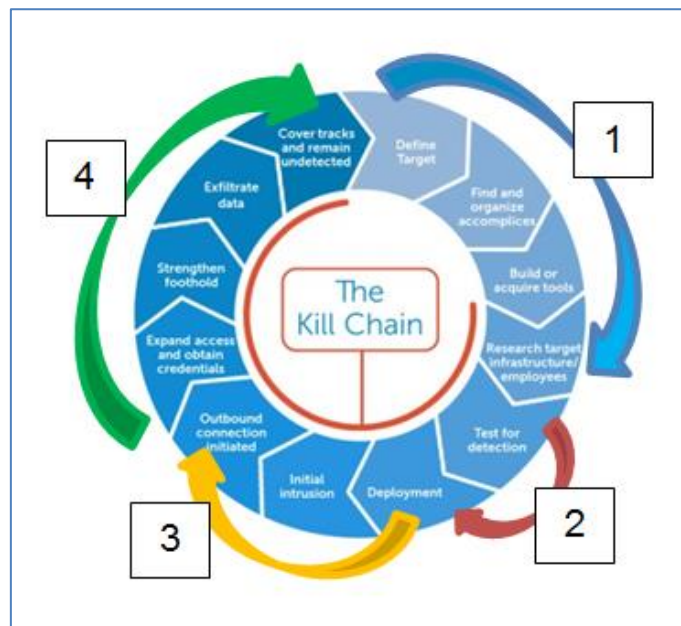 The
Kill Chain
Define
Target
Find and
organize
accomplices
Build or
acquire tools
Research target
infrastructure/
employees
Test for
detection
Deployment
Initial
intrusion
Outbound
connection
initiated
Expand access
and obtain
credentials
Strengthen
foothold
Exfiltrate
data
Cover tracks
and remain
undetected
1
2
3
4